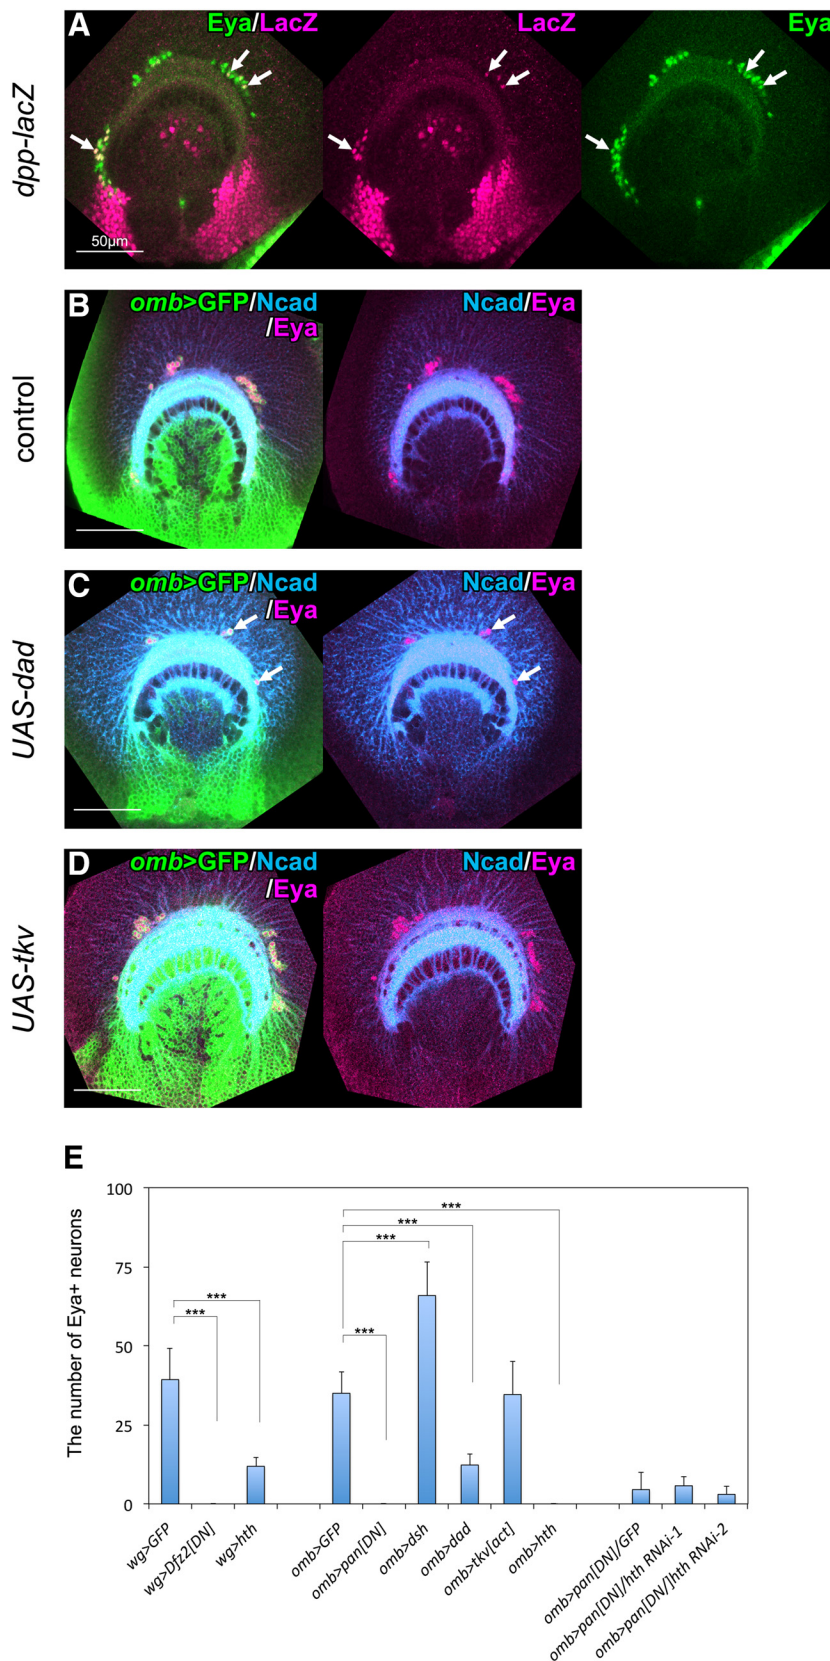 A
Eya/LacZ
LacZ
Eya
dpp-lacZ
50µm
B
omb>GFP/Ncad
/Eya
Ncad/Eya
control
C
omb>GFP/Ncad
/Eya
Ncad/Eya
UAS-dad
D
omb>GFP/Ncad
/Eya
Ncad/Eya
UAS-tkv
E
The number of Eya+ neurons
100
75
50
25
0
***
***
***
***
***
***
wg>GFP
wg>Dfz2[DN]
wg>hth
omb>GFP
omb>pan[DN]
omb>dsh
omb>dad
omb>tkv[act]
omb>hth
omb>pan[DN]/GFP
omb>pan[DN]/hth RNAi-1
omb>pan[DN/]hth RNAi-2